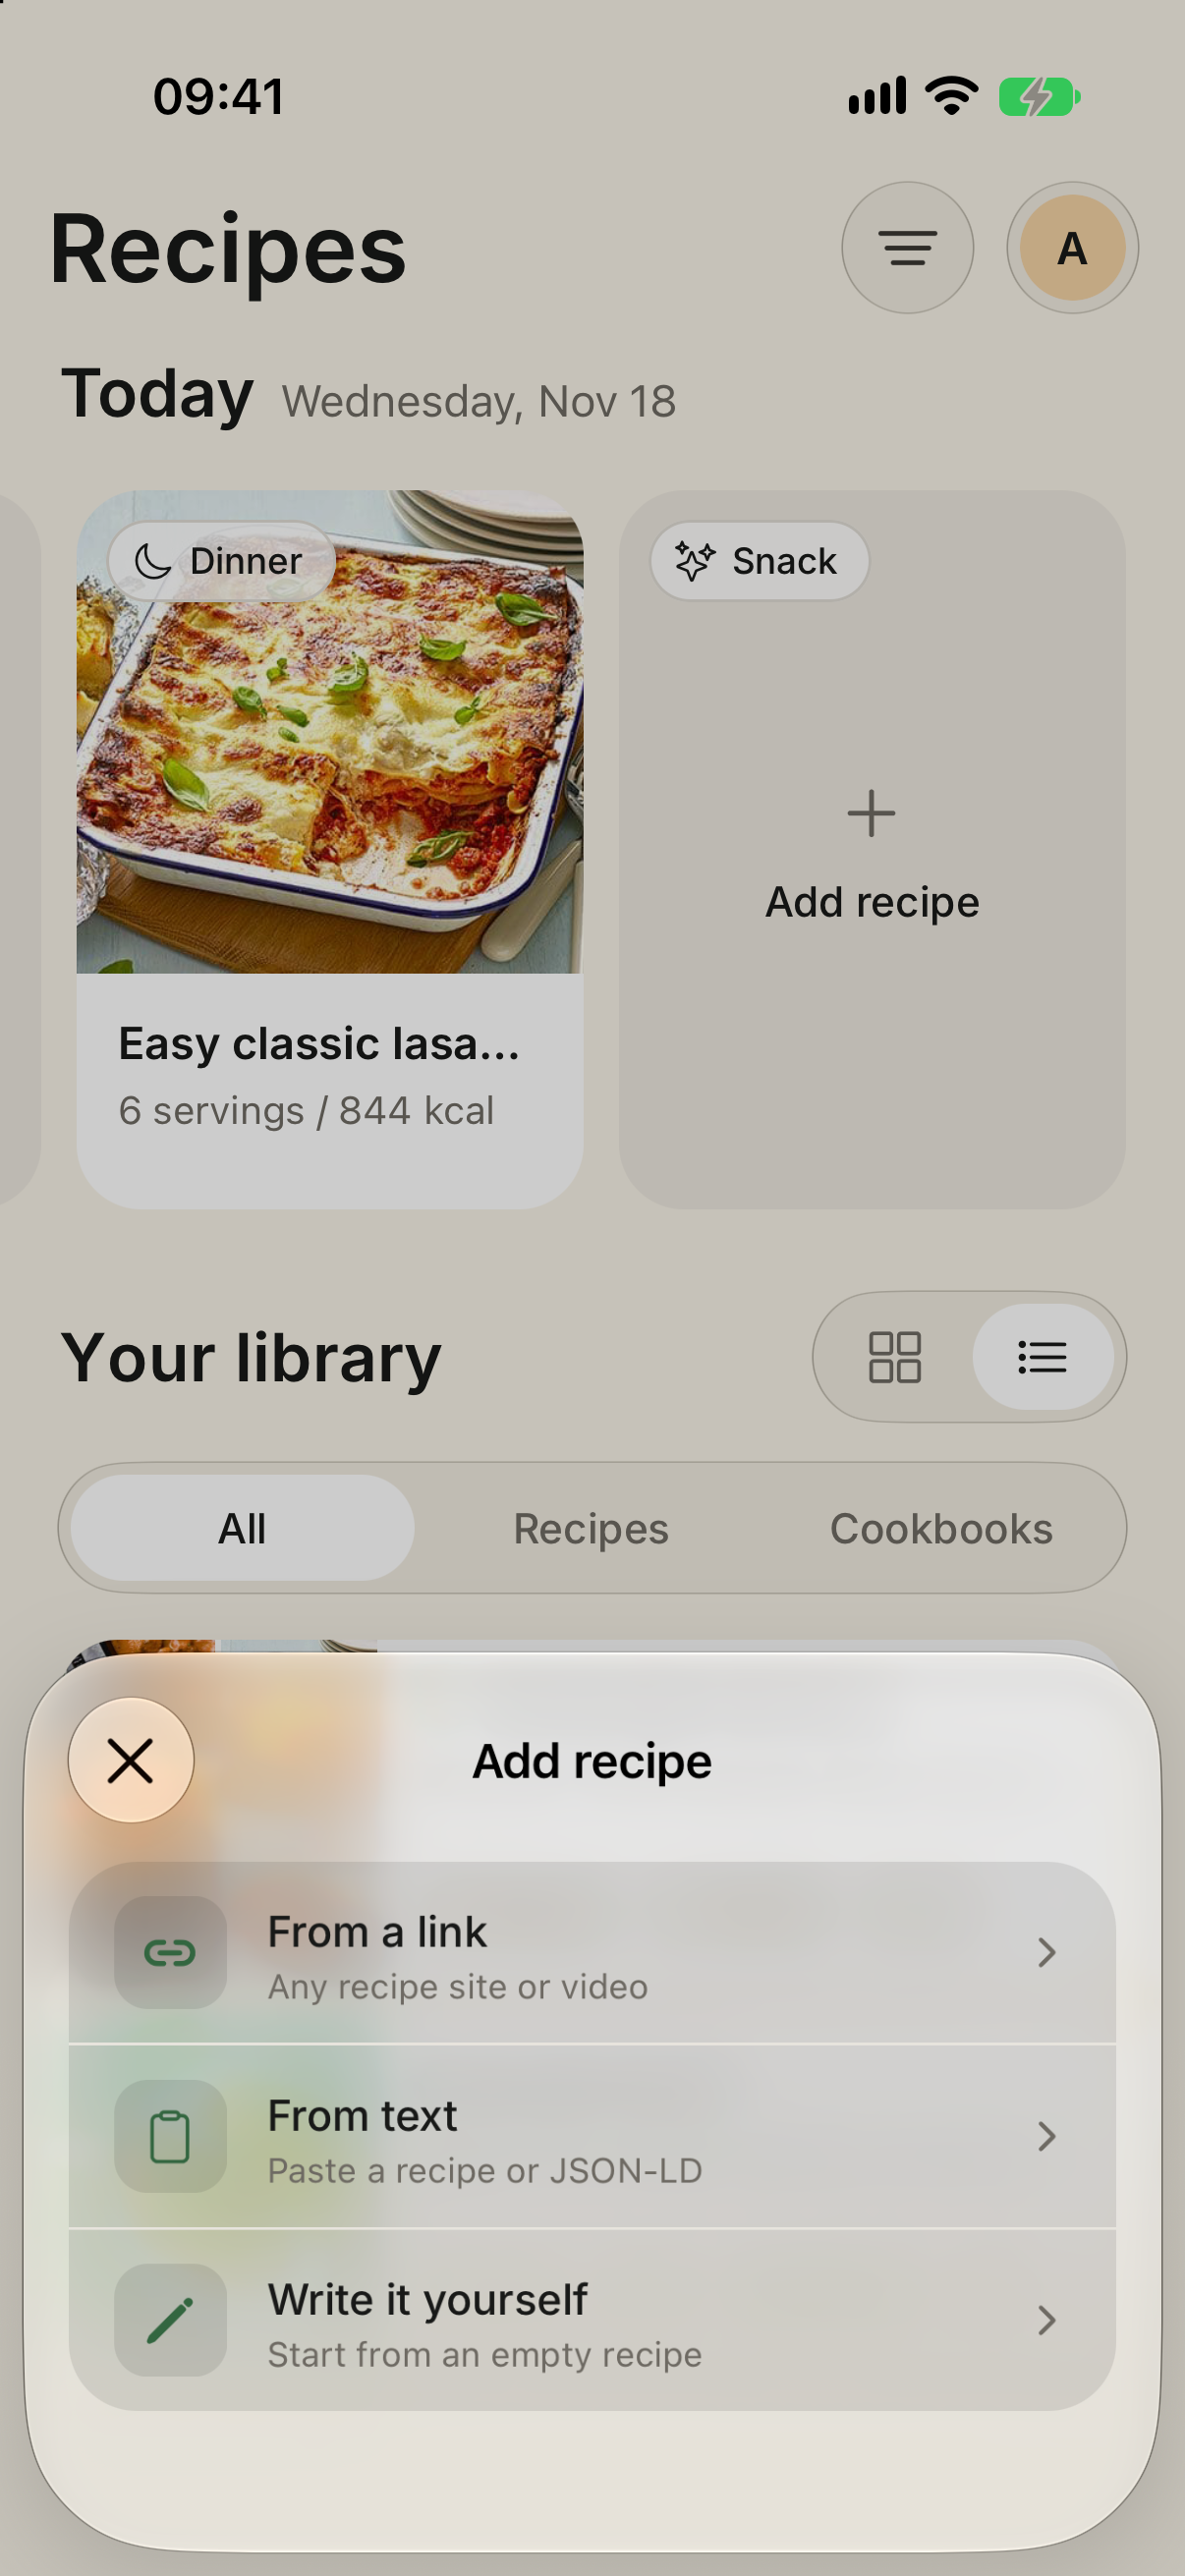 09:41
Recipes
A
Today Wednesday, Nov 18
Dinner
Snack
Add recipe
Easy classic lasa...
6 servings / 844 kcal
Your library
All Recipes Cookbooks
Add recipe
From a link
Any recipe site or video
From text
Paste a recipe or JSON-LD
Write it yourself
Start from an empty recipe